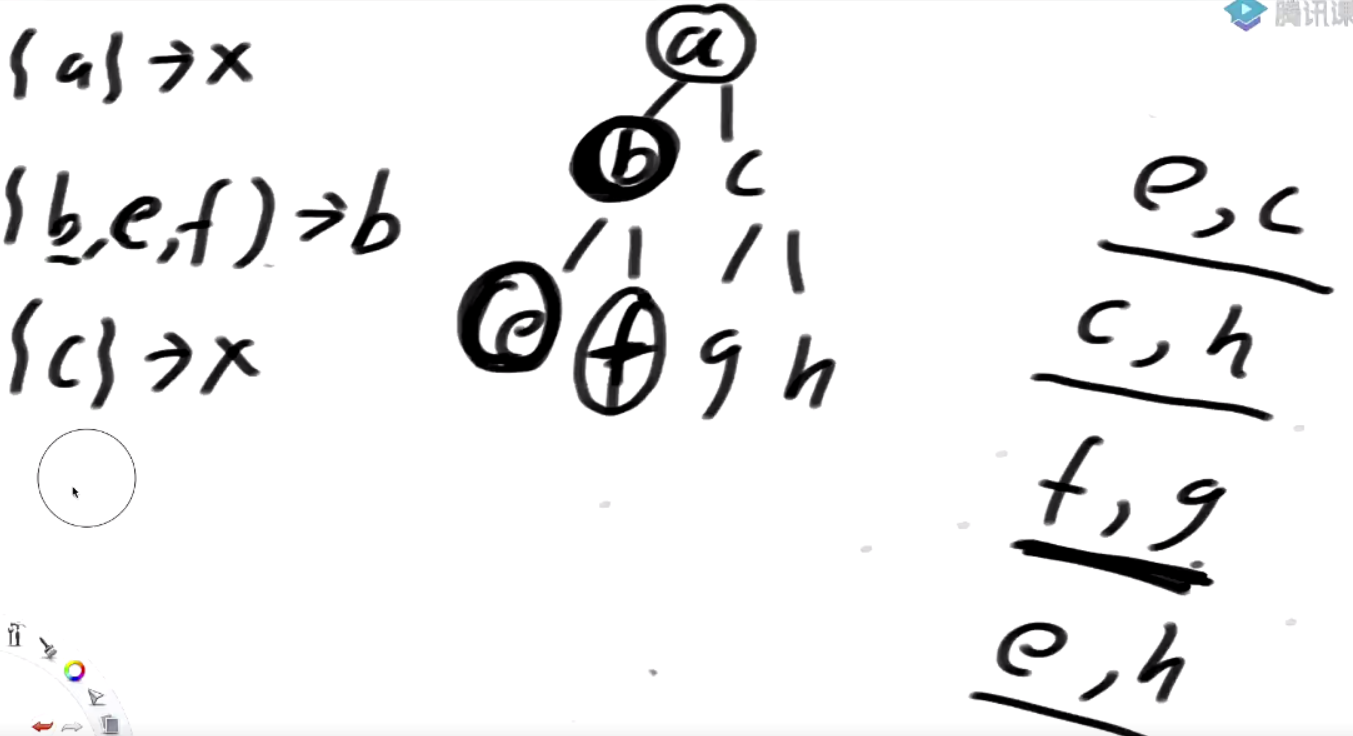 {a} → x
{b,e,f) → b
{c} → x
a
b c
e f g h
e, c
c, h
f, g
e, h
腾讯课